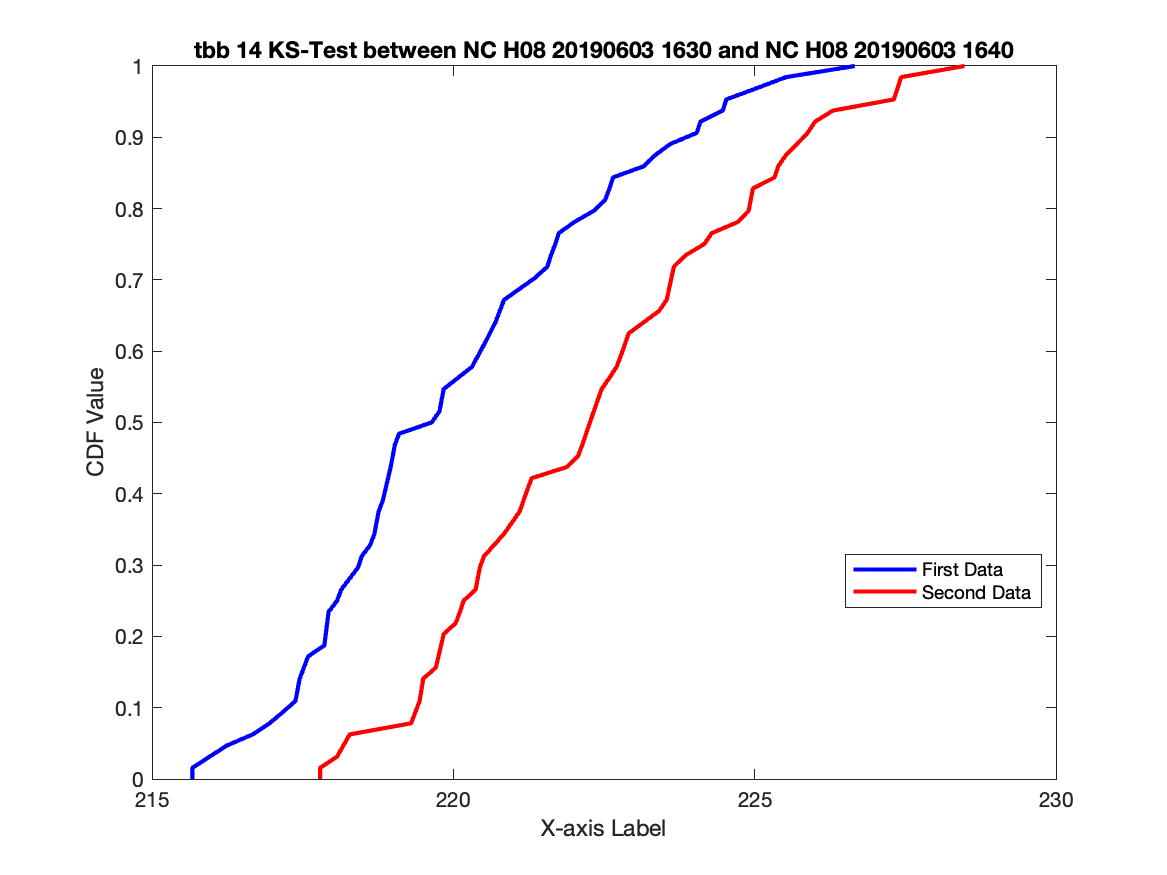 tbb 14 KS-Test between NC H08 20190603 1630 and NC H08 20190603 1640
1
0.9
0.8
0.7
0.6
0.5
0.4
0.3
0.2
0.1
0
CDF Value
First Data
Second Data
215 220 225 230
X-axis Label